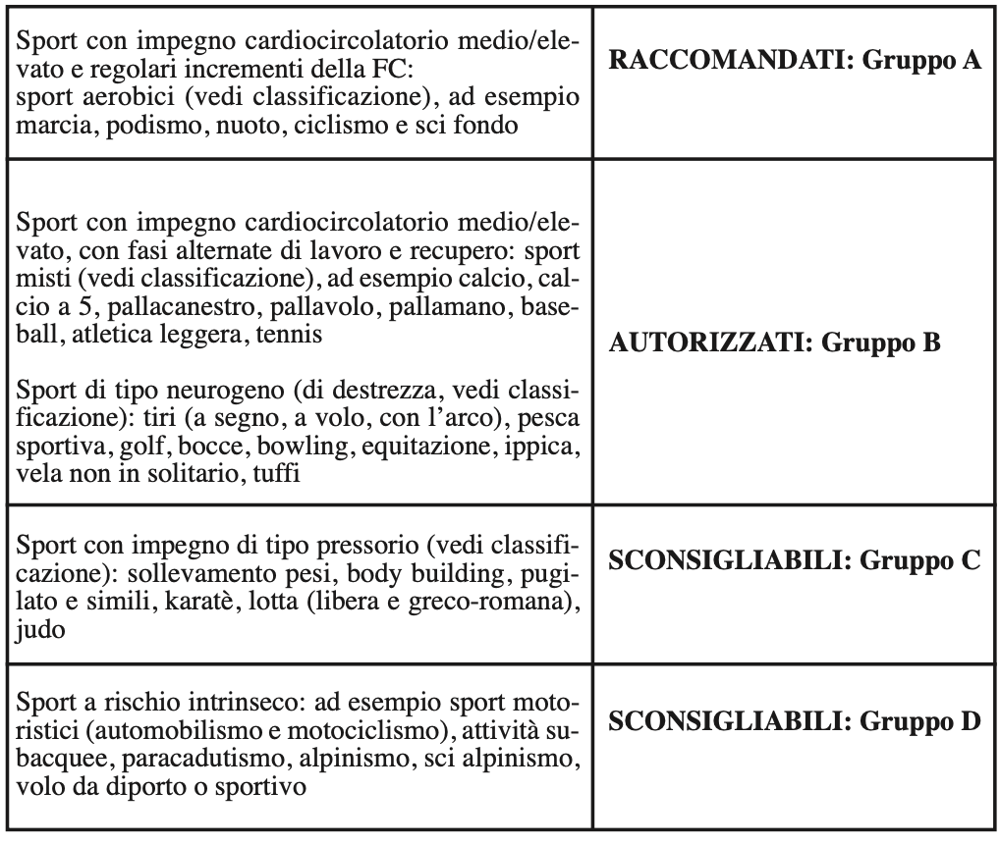 Sport con impegno cardiocircolatorio medio/ele-
vato e regolari incrementi della FC:
sport aerobici (vedi classificazione), ad esempio
marcia, podismo, nuoto, ciclismo e sci fondo
RACCOMANDATI: Gruppo A
Sport con impegno cardiocircolatorio medio/ele-
vato, con fasi alternate di lavoro e recupero: sport
misti (vedi classificazione), ad esempio calcio, cal-
cio a 5, pallacanestro, pallavolo, pallamano, base-
ball, atletica leggera, tennis
Sport di tipo neurogeno (di destrezza, vedi classi-
ficazione): tiri (a segno, a volo, con l’arco), pesca
sportiva, golf, bocce, bowling, equitazione, ippica,
vela non in solitario, tuffi
AUTORIZZATI: Gruppo B
Sport con impegno di tipo pressorio (vedi classifi-
cazione): sollevamento pesi, body building, pugi-
lato e simili, karatè, lotta (libera e greco-romana),
judo
SCONSIGLIABILI: Gruppo C
Sport a rischio intrinseco: ad esempio sport moto-
ristici (automobilismo e motociclismo), attività su-
bacquee, paracadutismo, alpinismo, sci alpinismo,
volo da diporto o sportivo
SCONSIGLIABILI: Gruppo D